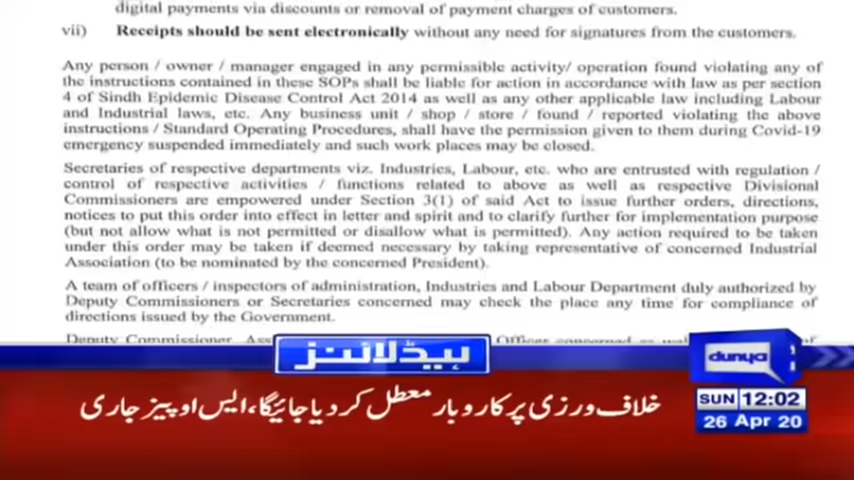 digital payments via discounts or removal of payment charges of customers.
vii) Receipts should be sent electronically without any need for signatures from the customers.
Any person / owner / manager engaged in any permissible activity/ operation found violating any of
the instructions contained in these SOPs shall be liable for action in accordance with law as per section
4 of Sindh Epidemic Disease Control Act 2014 as well as any other applicable law including Labour
and Industrial laws, etc. Any business unit / shop / store / found / reported violating the above
instructions / Standard Operating Procedures, shall have the permission given to them during Covid-19
emergency suspended immediately and such work places may be closed.
Secretaries of respective departments viz. Industries, Labour, etc. who are entrusted with regulation /
control of respective activities / functions related to above as well as respective Divisional
Commissioners are empowered under Section 3(1) of said Act to issue further orders, directions,
notices to put this order into effect in letter and spirit and to clarify further for implementation purpose
(but not allow what is not permitted or disallow what is permitted). Any action required to be taken
under this order may be taken if deemed necessary by taking representative of concerned Industrial
Association (to be nominated by the concerned President).
A team of officers / inspectors of administration, Industries and Labour Department duly authorized by
Deputy Commissioners or Secretaries concerned may check the place any time for compliance of
directions issued by the Government.
Deputy Commissioner
ہیڈلائنز
dunya
خلاف ورزی پر کاروبار معطل کردیا جائیگا، ایس او پیز جاری
SUN 12:02
26 Apr 20